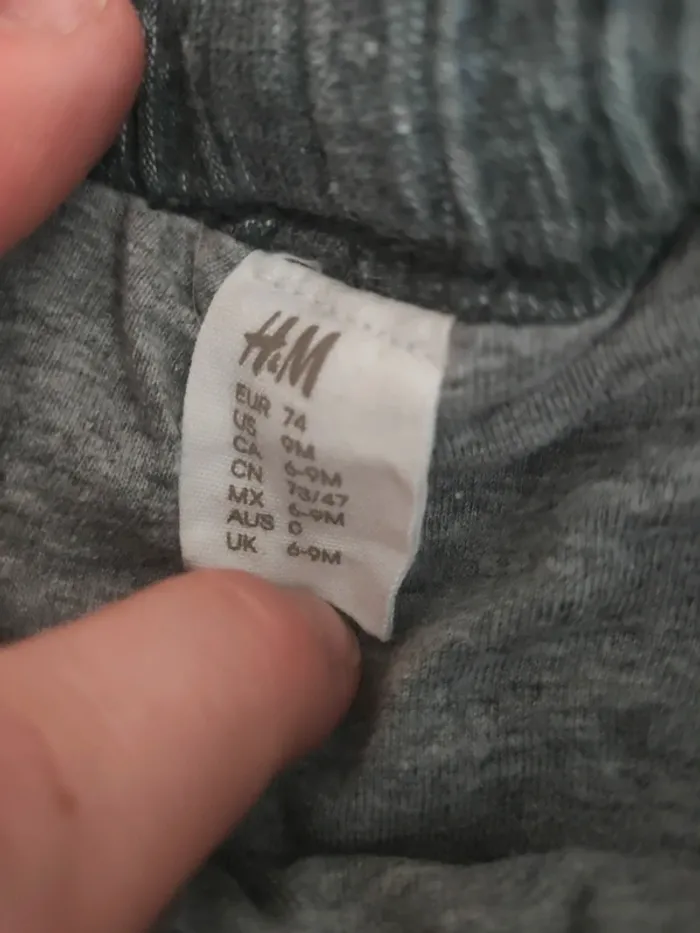 H&M
EUR 74
US 9M
CA 6-9M
CN 73/47
MX 6-9M
AUS 0
UK 6-9M